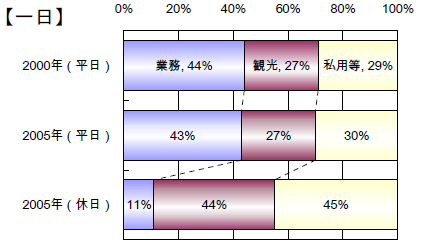 【一日】
0% 20% 40% 60% 80% 100%
2000年(平日) 業務, 44% 観光, 27% 私用等, 29%
2005年(平日) 43% 27% 30%
2005年(休日) 11% 44% 45%